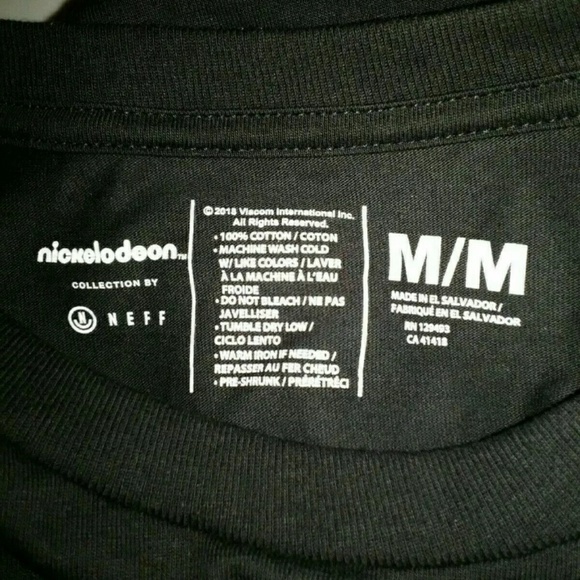 nickelodeon™
COLLECTION BY
NEFF
© 2018 Viacom International Inc.
All Rights Reserved.
• 100% COTTON / COTON
• MACHINE WASH COLD
W/ LIKE COLORS / LAVER
À LA MACHINE À L'EAU
FROIDE
• DO NOT BLEACH / NE PAS
JAVELLISER
• TUMBLE DRY LOW /
CICLO LENTO
• WARM IRON IF NEEDED /
REPASSER AU FER CHEUD
• PRE-SHRUNK / PRÉRÉTRÉCI
M/M
MADE IN EL SALVADOR /
FABRIQUÉ EN EL SALVADOR
RN 129493
CA 41418